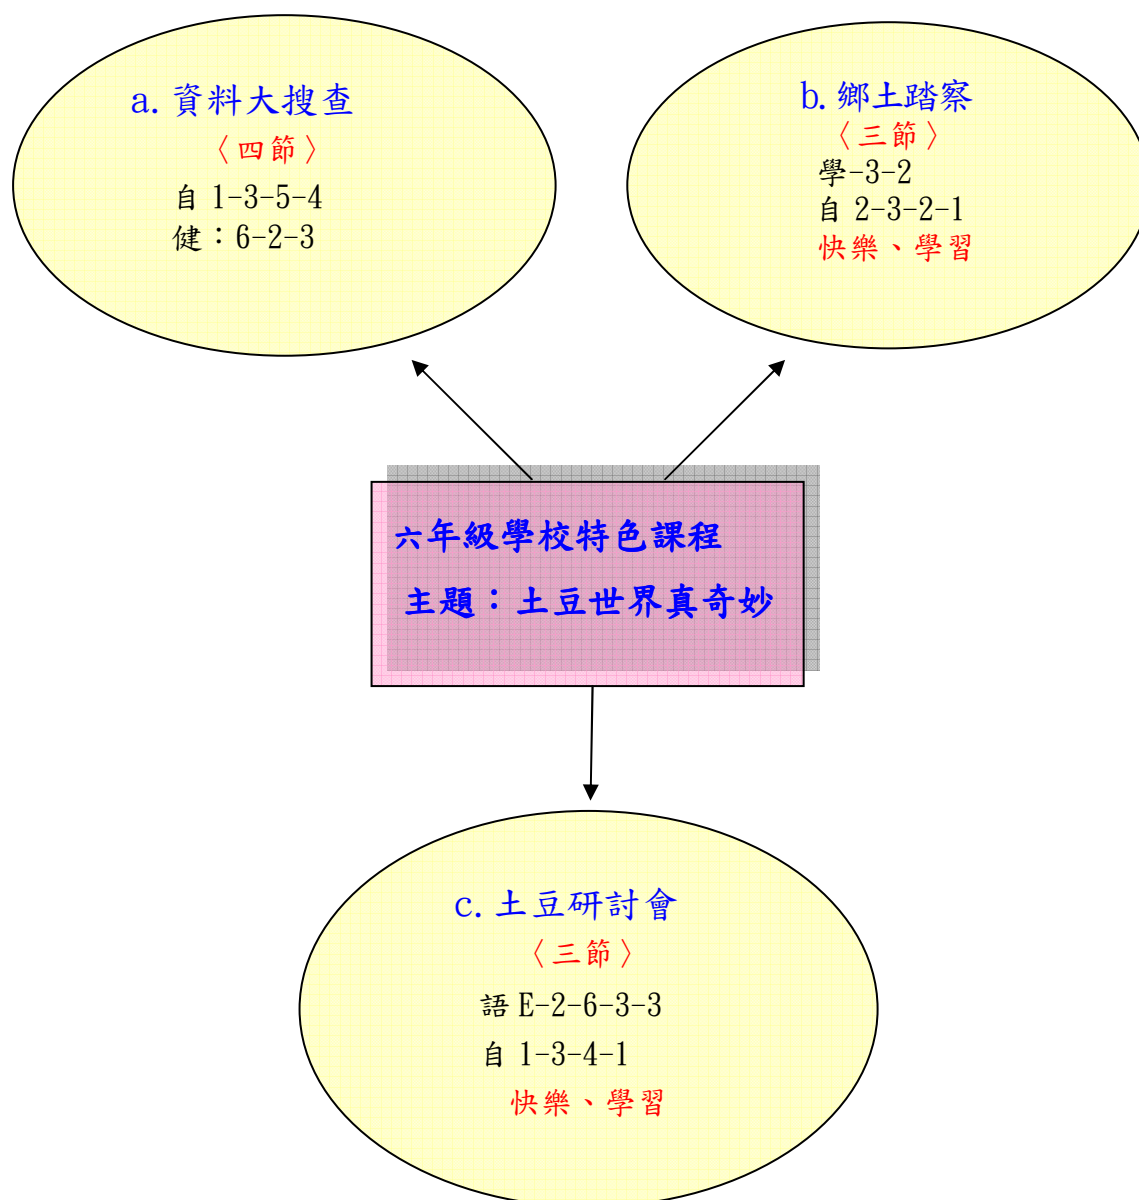 a. 資料大搜查
〈四節〉
自 1-3-5-4
健：6-2-3
b. 鄉土踏察
〈三節〉
學-3-2
自 2-3-2-1
快樂、學習
六年級學校特色課程
主題：土豆世界真奇妙
c. 土豆研討會
〈三節〉
語 E-2-6-3-3
自 1-3-4-1
快樂、學習